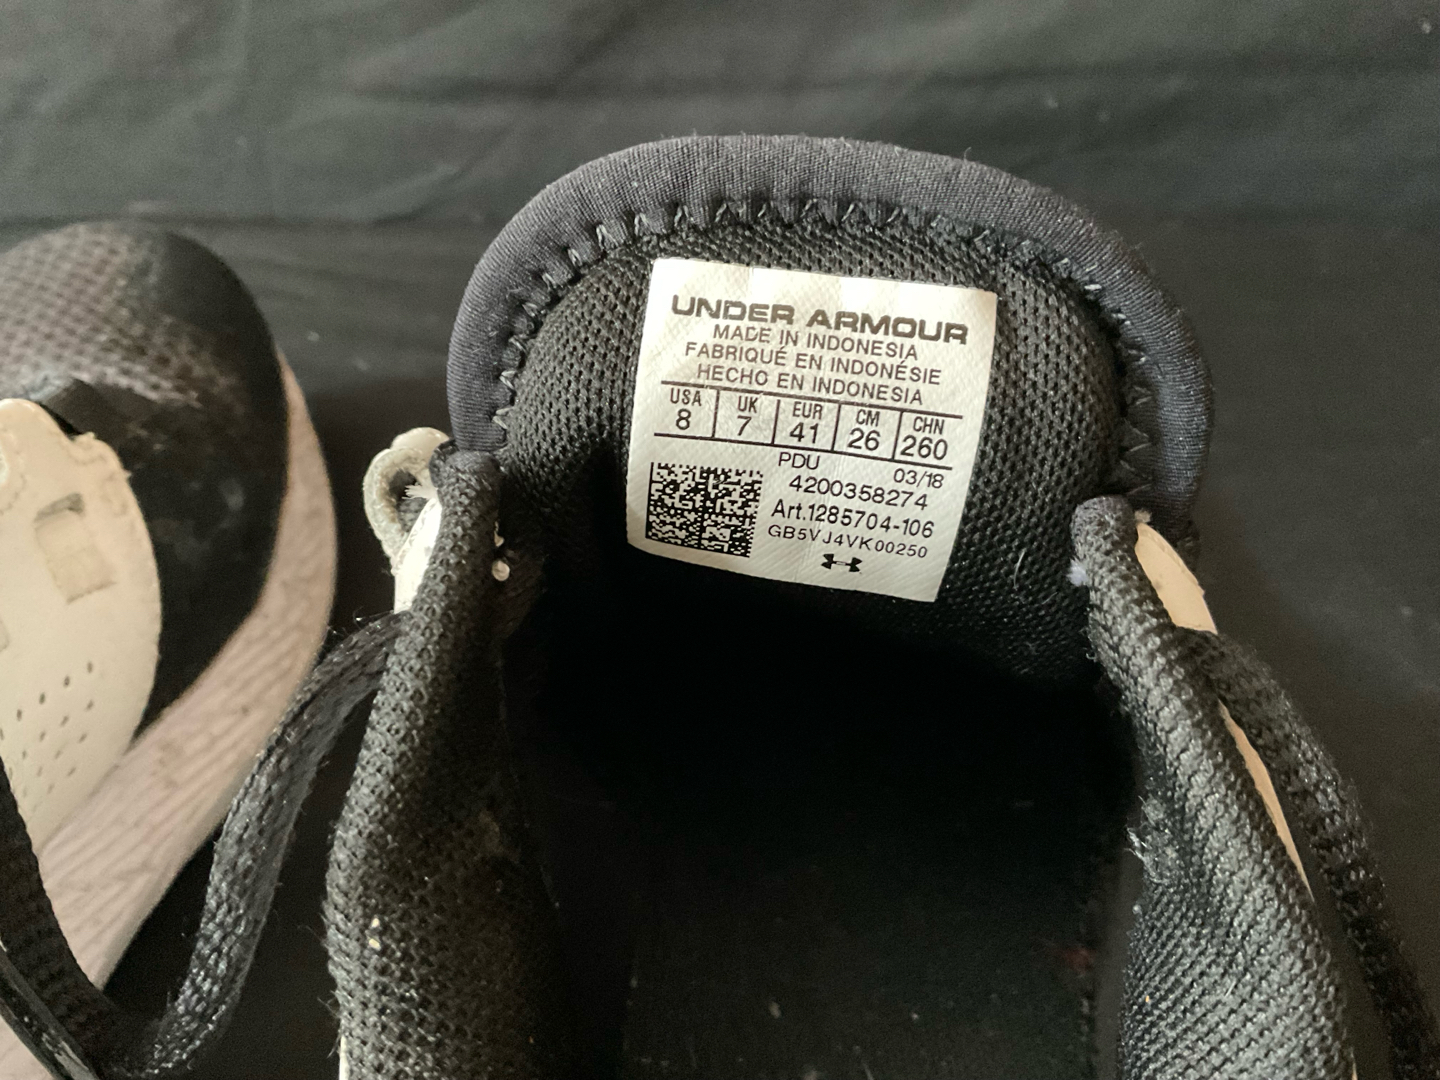 UNDER ARMOUR
MADE IN INDONESIA
FABRIQUÉ EN INDONÉSIE
HECHO EN INDONESIA
USA UK EUR CM CHN
8 7 41 26 260
PDU 03/18
4200358274
Art.1285704-106
GB5VJ4VK00250